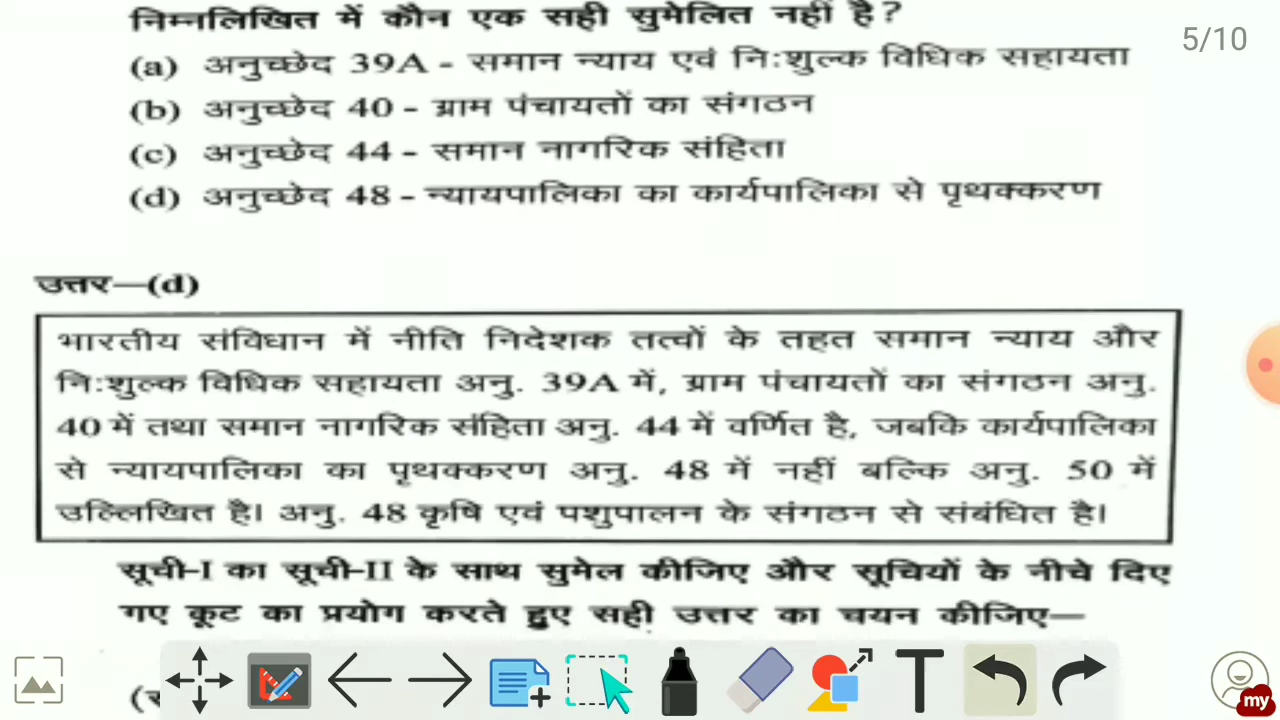 निम्नलिखित में कौन एक सही सुमेलित नहीं है?
5/10
(a) अनुच्छेद 39A - समान न्याय एवं नि:शुल्क विधिक सहायता
(b) अनुच्छेद 40 - ग्राम पंचायतों का संगठन
(c) अनुच्छेद 44 - समान नागरिक संहिता
(d) अनुच्छेद 48 - न्यायपालिका का कार्यपालिका से पृथक्करण
उत्तर—(d)
भारतीय संविधान में नीति निदेशक तत्वों के तहत समान न्याय और
नि:शुल्क विधिक सहायता अनु. 39A में, ग्राम पंचायतों का संगठन अनु.
40 में तथा समान नागरिक संहिता अनु. 44 में वर्णित है, जबकि कार्यपालिका
से न्यायपालिका का पृथक्करण अनु. 48 में नहीं बल्कि अनु. 50 में
उल्लिखित है। अनु. 48 कृषि एवं पशुपालन के संगठन से संबंधित है।
सूची-I का सूची-II के साथ सुमेल कीजिए और सूचियों के नीचे दिए
गए कूट का प्रयोग करते हुए सही उत्तर का चयन कीजिए—
T
my